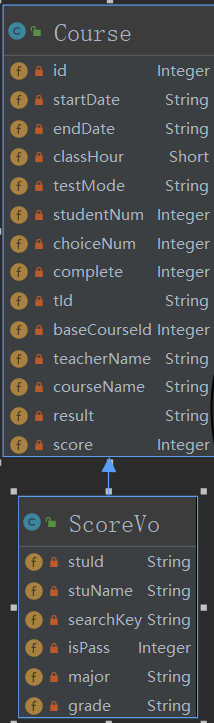 Course
id Integer
startDate String
endDate String
classHour Short
testMode String
studentNum Integer
choiceNum Integer
complete Integer
tId String
baseCourseId Integer
teacherName String
courseName String
result String
score Integer
ScoreVo
stuId String
stuName String
searchKey String
isPass Integer
major String
grade String